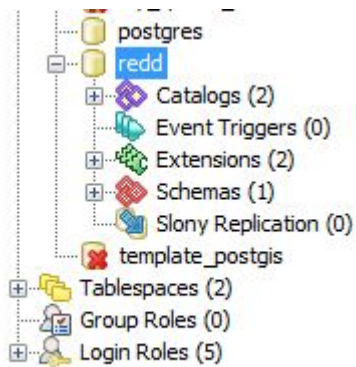 postgres
redd
Catalogs (2)
Event Triggers (0)
Extensions (2)
Schemas (1)
Slony Replication (0)
template_postgis
Tablespaces (2)
Group Roles (0)
Login Roles (5)